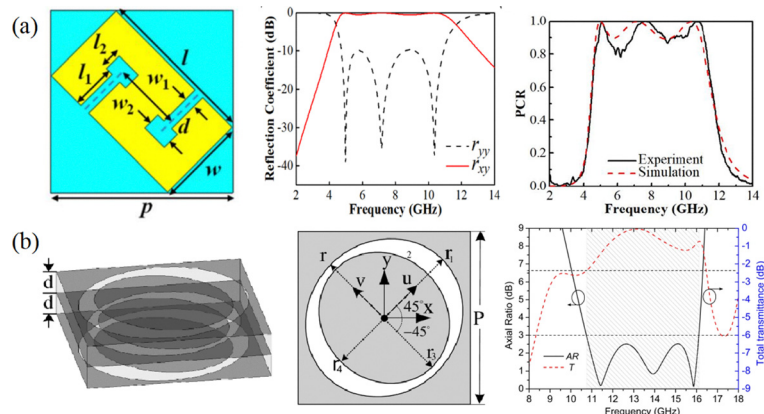 (a)
l
l₂
l₁
w₁
w₂
d
w
p
Reflection Coefficient (dB)
0
-10
-20
-30
-40
r_yy
r_xy
2 4 6 8 10 12 14
Frequency (GHz)
PCR
1.0
0.8
0.6
0.4
0.2
0.0
Experiment
Simulation
2 4 6 8 10 12 14
Frequency (GHz)
(b)
d
d
r
y
2
r₁
v
u
45°
x
-45°
r₄
r₃
P
Axial Ratio (dB)
9
8
7
6
5
4
3
2
1
0
AR
T
0
-1
-2
-3
-4
-5
-6
-7
-8
-9
Total transmittance (dB)
8 9 10 11 12 13 14 15 16 17 18
Frequency (GHz)